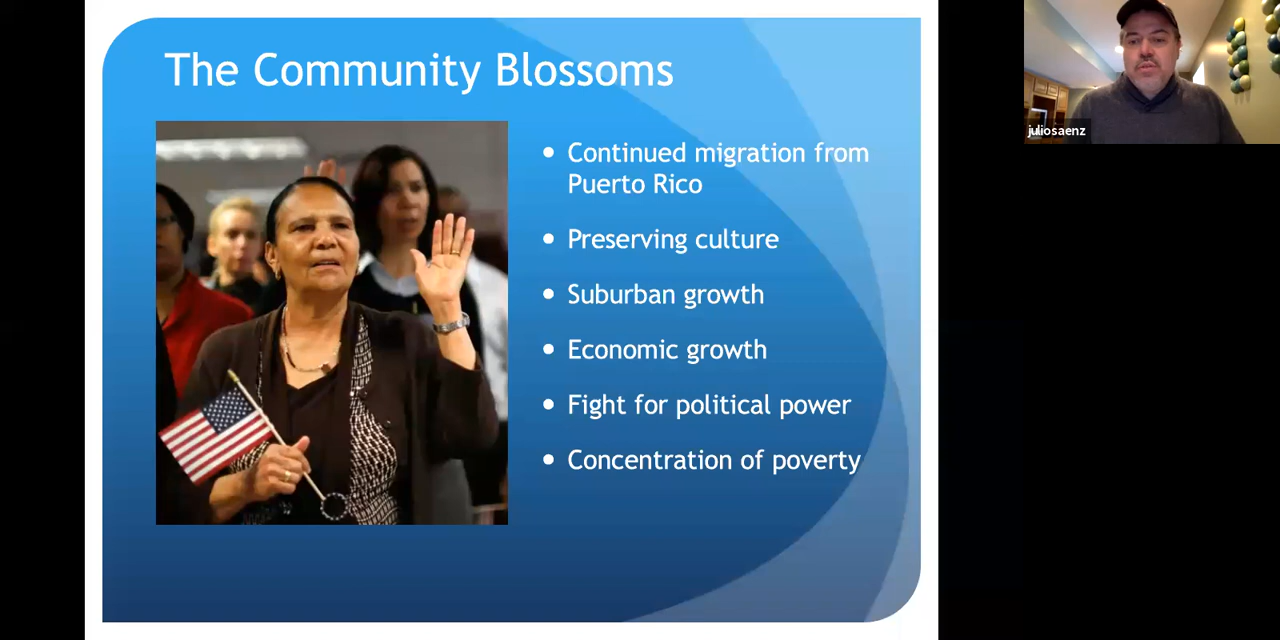 The Community Blossoms
• Continued migration from
Puerto Rico
• Preserving culture
• Suburban growth
• Economic growth
• Fight for political power
• Concentration of poverty
juliosaenz